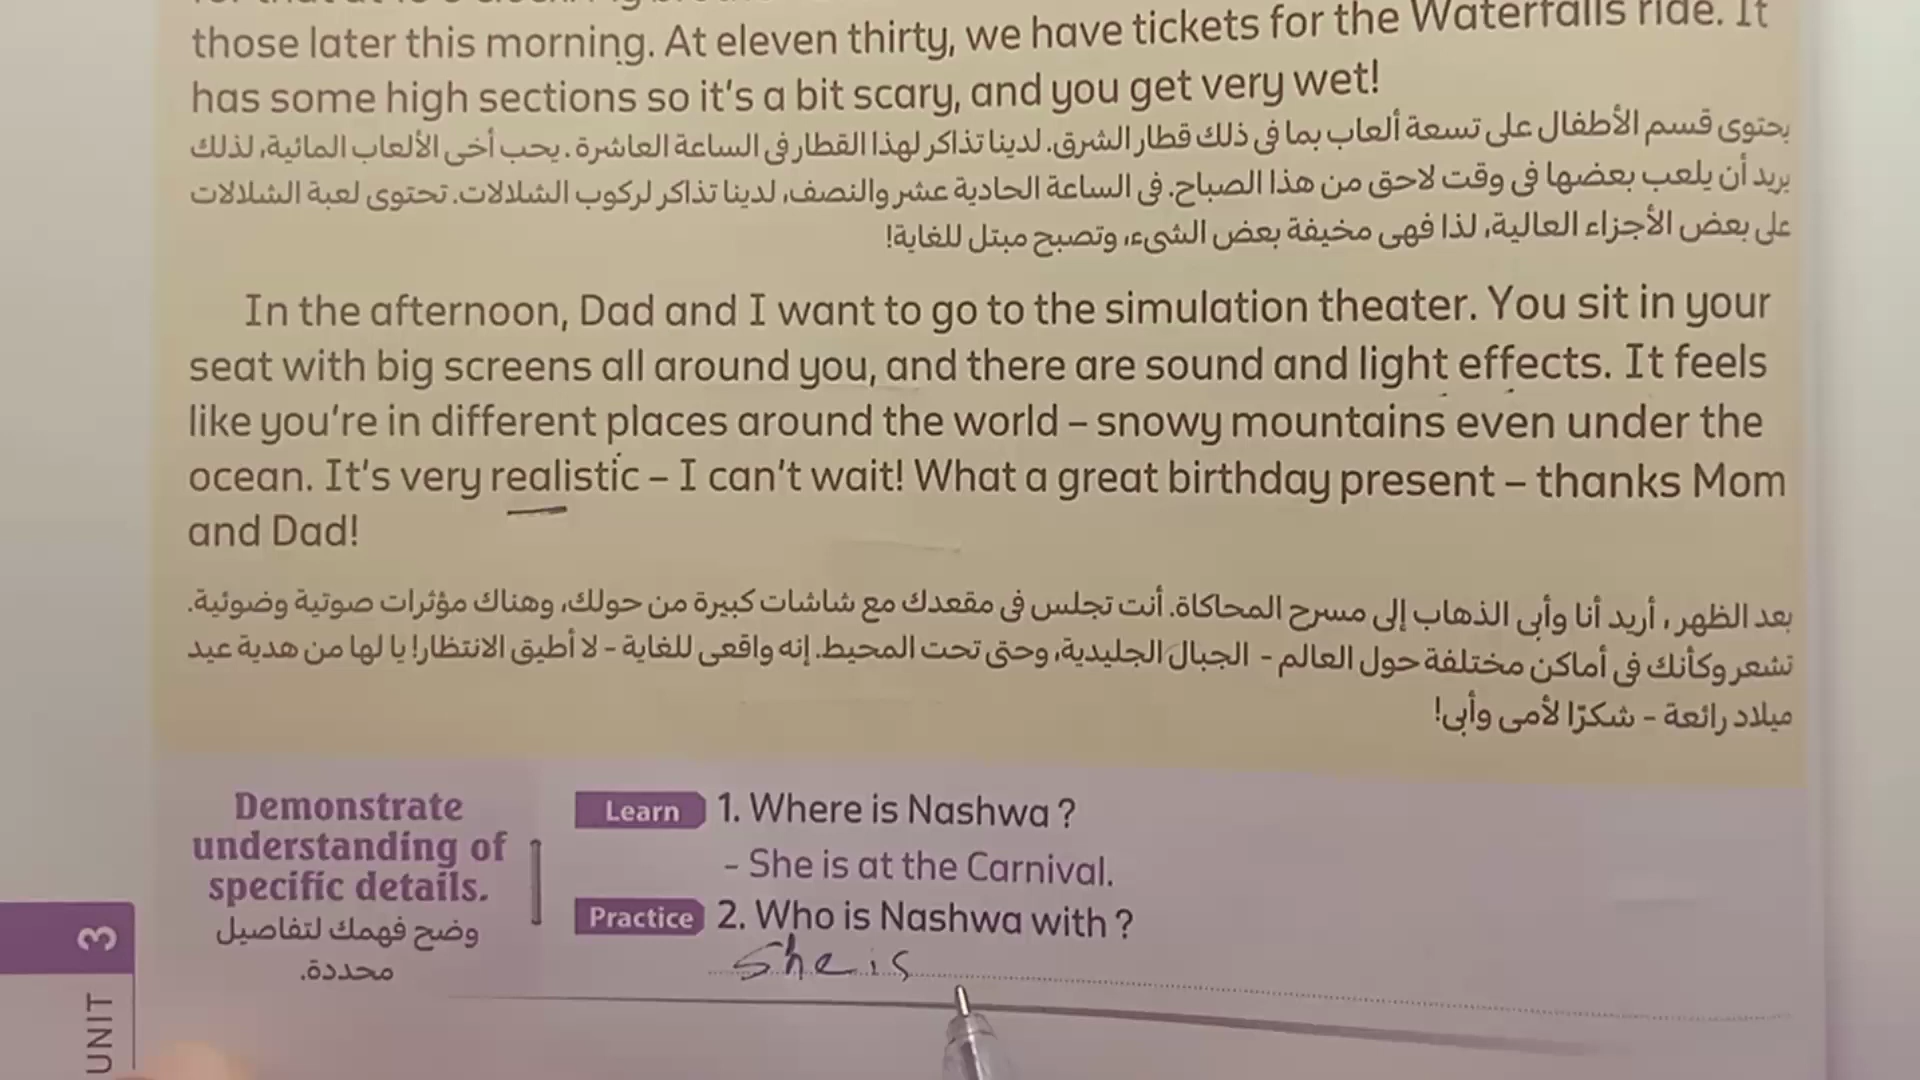 those later this morning. At eleven thirty, we have tickets for the Waterfalls ride. It
has some high sections so it's a bit scary, and you get very wet!
يحتوى قسم الأطفال على تسعة ألعاب بما فى ذلك قطار الشرق. لدينا تذاكر لهذا القطار فى الساعة العاشرة. يحب أخى الألعاب المائية، لذلك
يريد أن يلعب بعضها فى وقت لاحق من هذا الصباح. فى الساعة الحادية عشر والنصف، لدينا تذاكر لركوب الشلالات. تحتوى لعبة الشلالات
على بعض الأجزاء العالية، لذا فهى مخيفة بعض الشىء، وتصبح مبتل للغاية!
In the afternoon, Dad and I want to go to the simulation theater. You sit in your
seat with big screens all around you, and there are sound and light effects. It feels
like you're in different places around the world – snowy mountains even under the
ocean. It's very realistic – I can't wait! What a great birthday present – thanks Mom
and Dad!
بعد الظهر، أريد أنا وأبى الذهاب إلى مسرح المحاكاة. أنت تجلس فى مقعدك مع شاشات كبيرة من حولك، وهناك مؤثرات صوتية وضوئية.
تشعر وكأنك فى أماكن مختلفة حول العالم - الجبال الجليدية، وحتى تحت المحيط. إنه واقعى للغاية - لا أطيق الانتظار! يا لها من هدية عيد
ميلاد رائعة - شكرًا لأمى وأبى!
Demonstrate
understanding of
specific details.
وضح فهمك لتفاصيل
محددة.
Learn 1. Where is Nashwa ?
- She is at the Carnival.
Practice 2. Who is Nashwa with ?
She is
UNIT 3